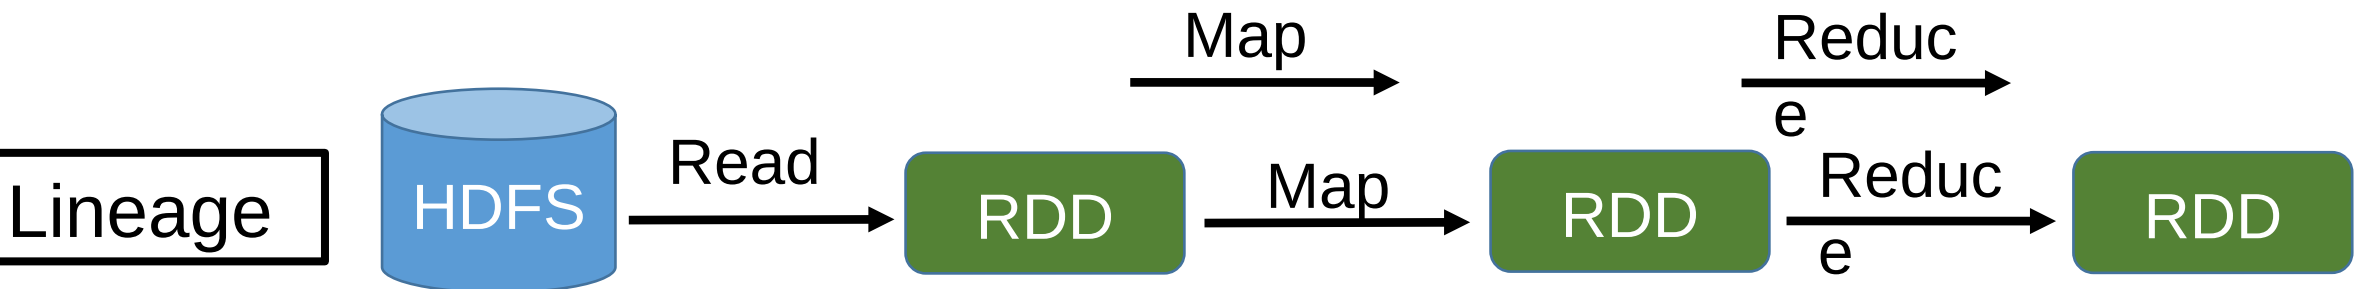 Map
Reduc
e
Read
Map
Reduc
e
Lineage
HDFS
RDD
RDD
RDD